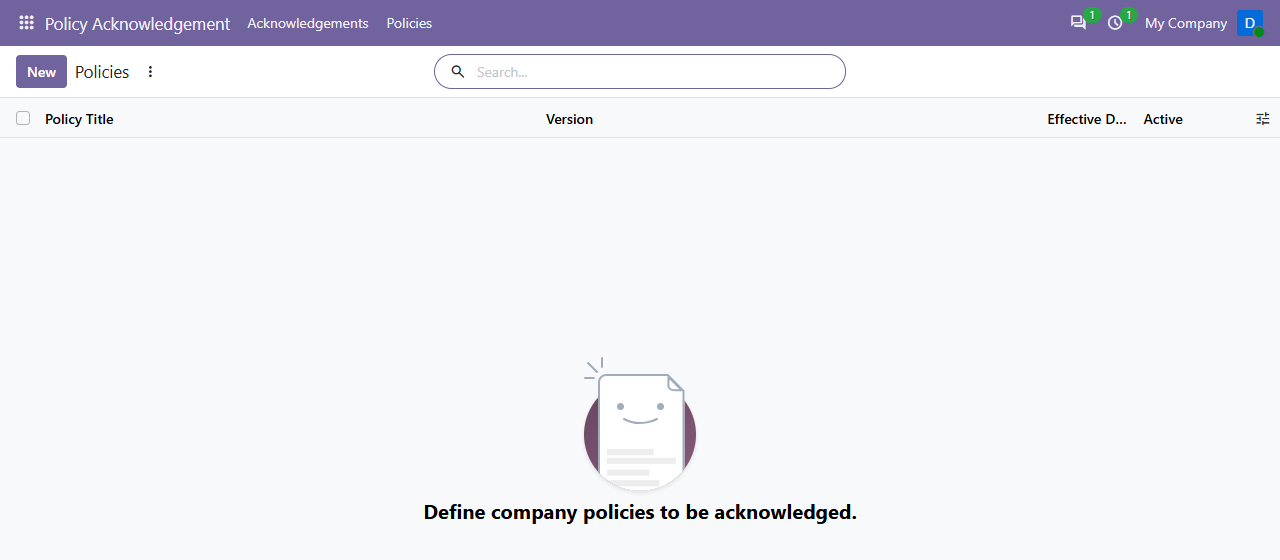 Policy Acknowledgement Acknowledgements Policies 1 1 My Company D
New Policies Search...
Policy Title Version Effective D... Active
Define company policies to be acknowledged.